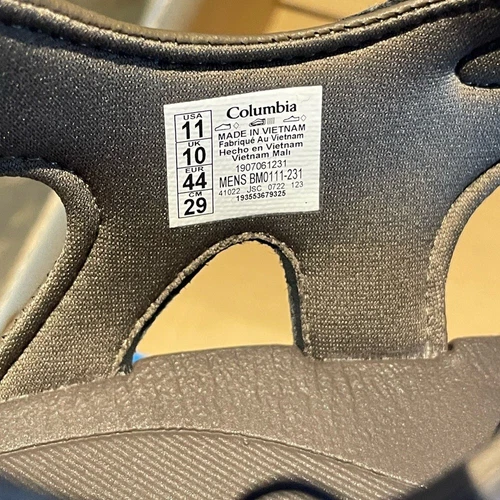 Columbia
USA
11
UK
10
EUR
44
CM
29
MADE IN VIETNAM
Fabriqué Au Vietnam
Hecho en Vietnam
Vietnam Mali
1907061231
MENS BM0111-231
41022 JSC 0722 123
193553679325